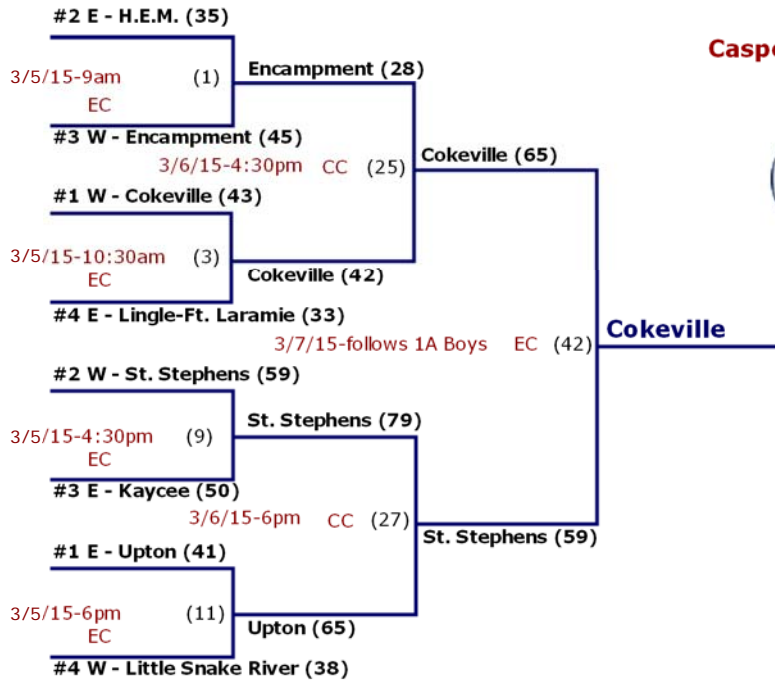 #2 E - H.E.M. (35)
Caspe
Encampment (28)
3/5/15-9am (1)
EC
#3 W - Encampment (45)
Cokeville (65)
3/6/15-4:30pm CC (25)
#1 W - Cokeville (43)
3/5/15-10:30am (3)
EC
Cokeville (42)
#4 E - Lingle-Ft. Laramie (33)
Cokeville
3/7/15-follows 1A Boys EC (42)
#2 W - St. Stephens (59)
St. Stephens (79)
3/5/15-4:30pm (9)
EC
#3 E - Kaycee (50)
3/6/15-6pm CC (27)
St. Stephens (59)
#1 E - Upton (41)
3/5/15-6pm (11)
EC
Upton (65)
#4 W - Little Snake River (38)